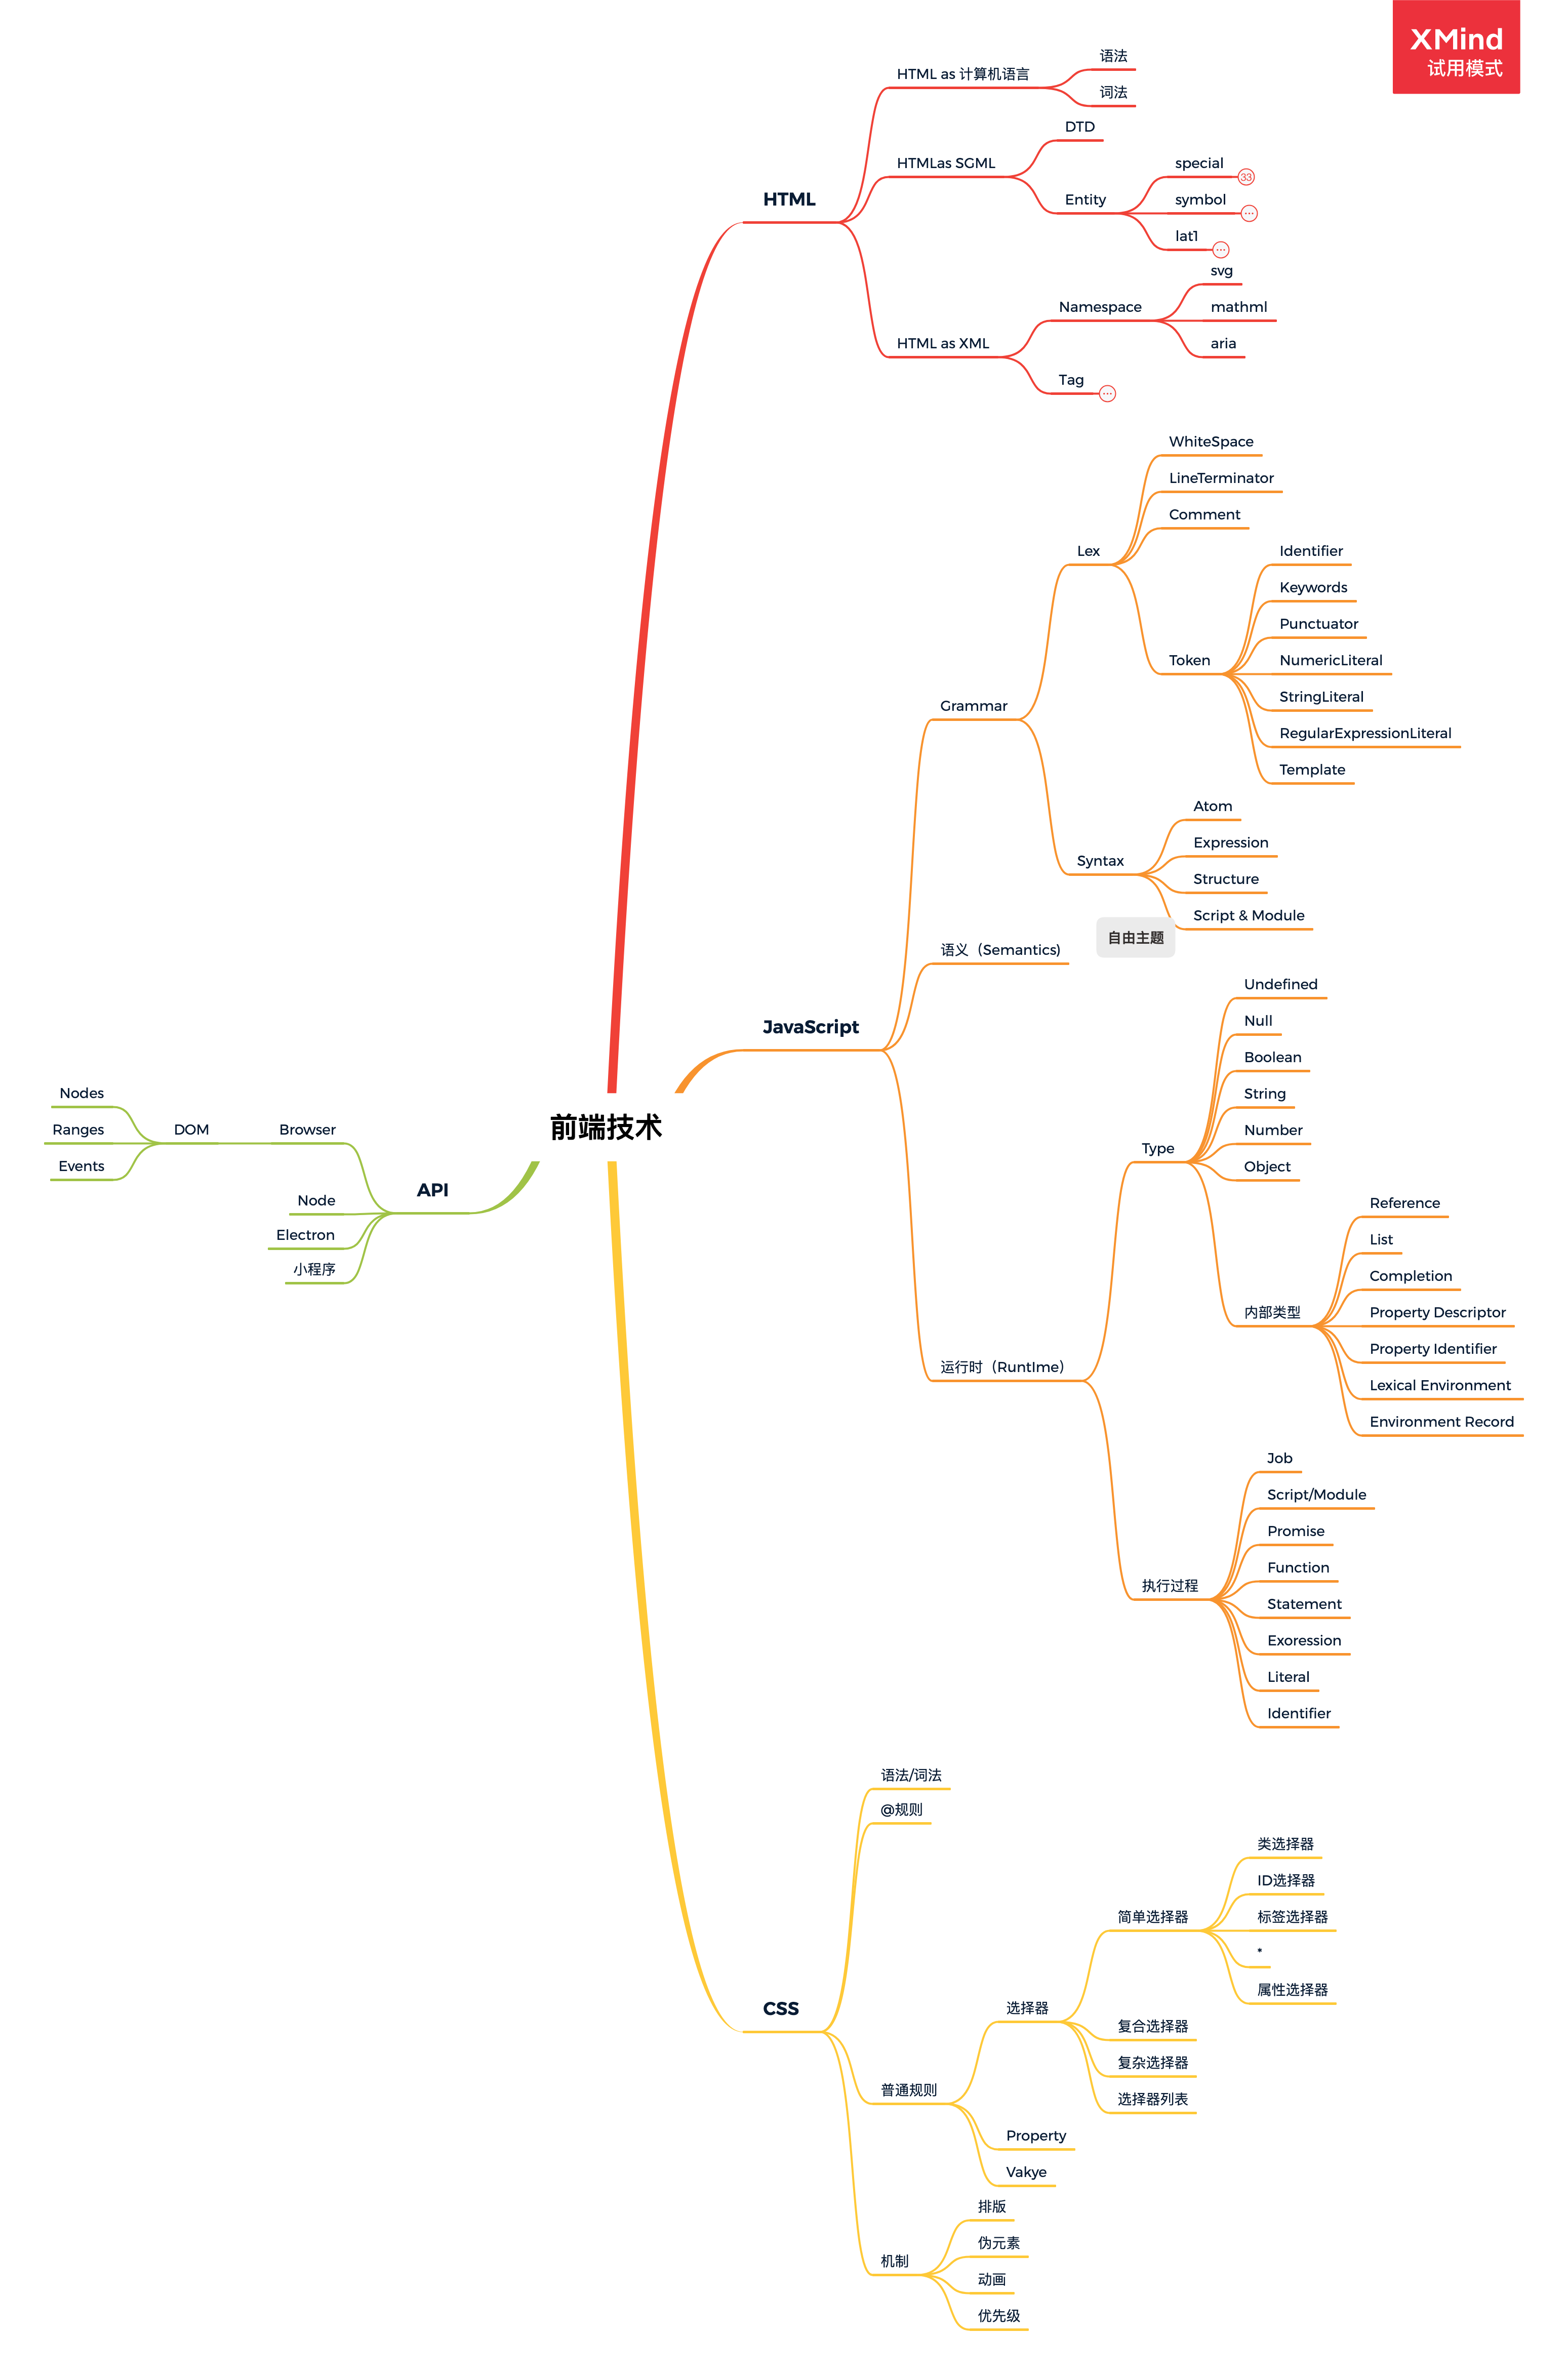 XMind
试用模式
前端技术
HTML
HTML as 计算机语言
语法
词法
HTMLas SGML
DTD
Entity
special
33
symbol
...
lat1
...
HTML as XML
Namespace
svg
mathml
aria
Tag
...
JavaScript
Grammar
Lex
WhiteSpace
LineTerminator
Comment
Token
Identifier
Keywords
Punctuator
NumericLiteral
StringLiteral
RegularExpressionLiteral
Template
Syntax
Atom
Expression
Structure
Script & Module
自由主题
语义（Semantics)
运行时（RuntIme）
Type
Undefined
Null
Boolean
String
Number
Object
内部类型
Reference
List
Completion
Property Descriptor
Property Identifier
Lexical Environment
Environment Record
执行过程
Job
Script/Module
Promise
Function
Statement
Exoression
Literal
Identifier
CSS
语法/词法
@规则
普通规则
选择器
简单选择器
类选择器
ID选择器
标签选择器
*
属性选择器
复合选择器
复杂选择器
选择器列表
Property
Vakye
机制
排版
伪元素
动画
优先级
API
Browser
DOM
Nodes
Ranges
Events
Node
Electron
小程序